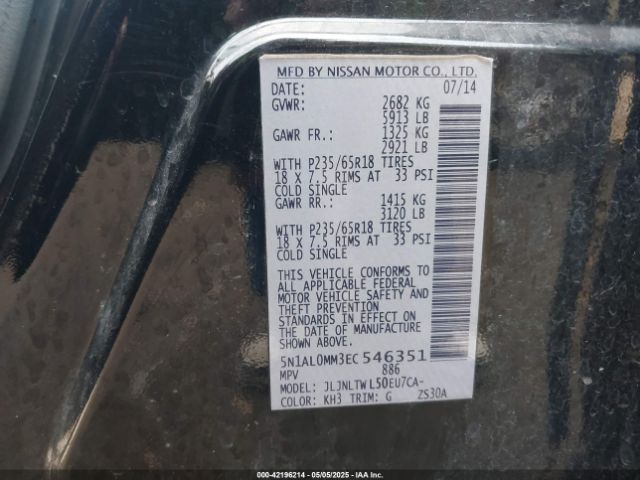 MFD BY NISSAN MOTOR CO., LTD.
DATE: 07/14
GVWR: 2682 KG
5913 LB
GAWR FR.: 1325 KG
2921 LB
WITH P235/65R18 TIRES
18 X 7.5 RIMS AT 33 PSI
COLD SINGLE
GAWR RR.: 1415 KG
3120 LB
WITH P235/65R18 TIRES
18 X 7.5 RIMS AT 33 PSI
COLD SINGLE
THIS VEHICLE CONFORMS TO
ALL APPLICABLE FEDERAL
MOTOR VEHICLE SAFETY AND
THEFT PREVENTION
STANDARDS IN EFFECT ON
THE DATE OF MANUFACTURE
SHOWN ABOVE.
5N1AL0MM3EC 546351
MPV 886
MODEL: JLJNLTW L50EU7CA-
COLOR: KH3 TRIM: G ZS30A
000-42196214 - 05/05/2025 - IAA Inc.